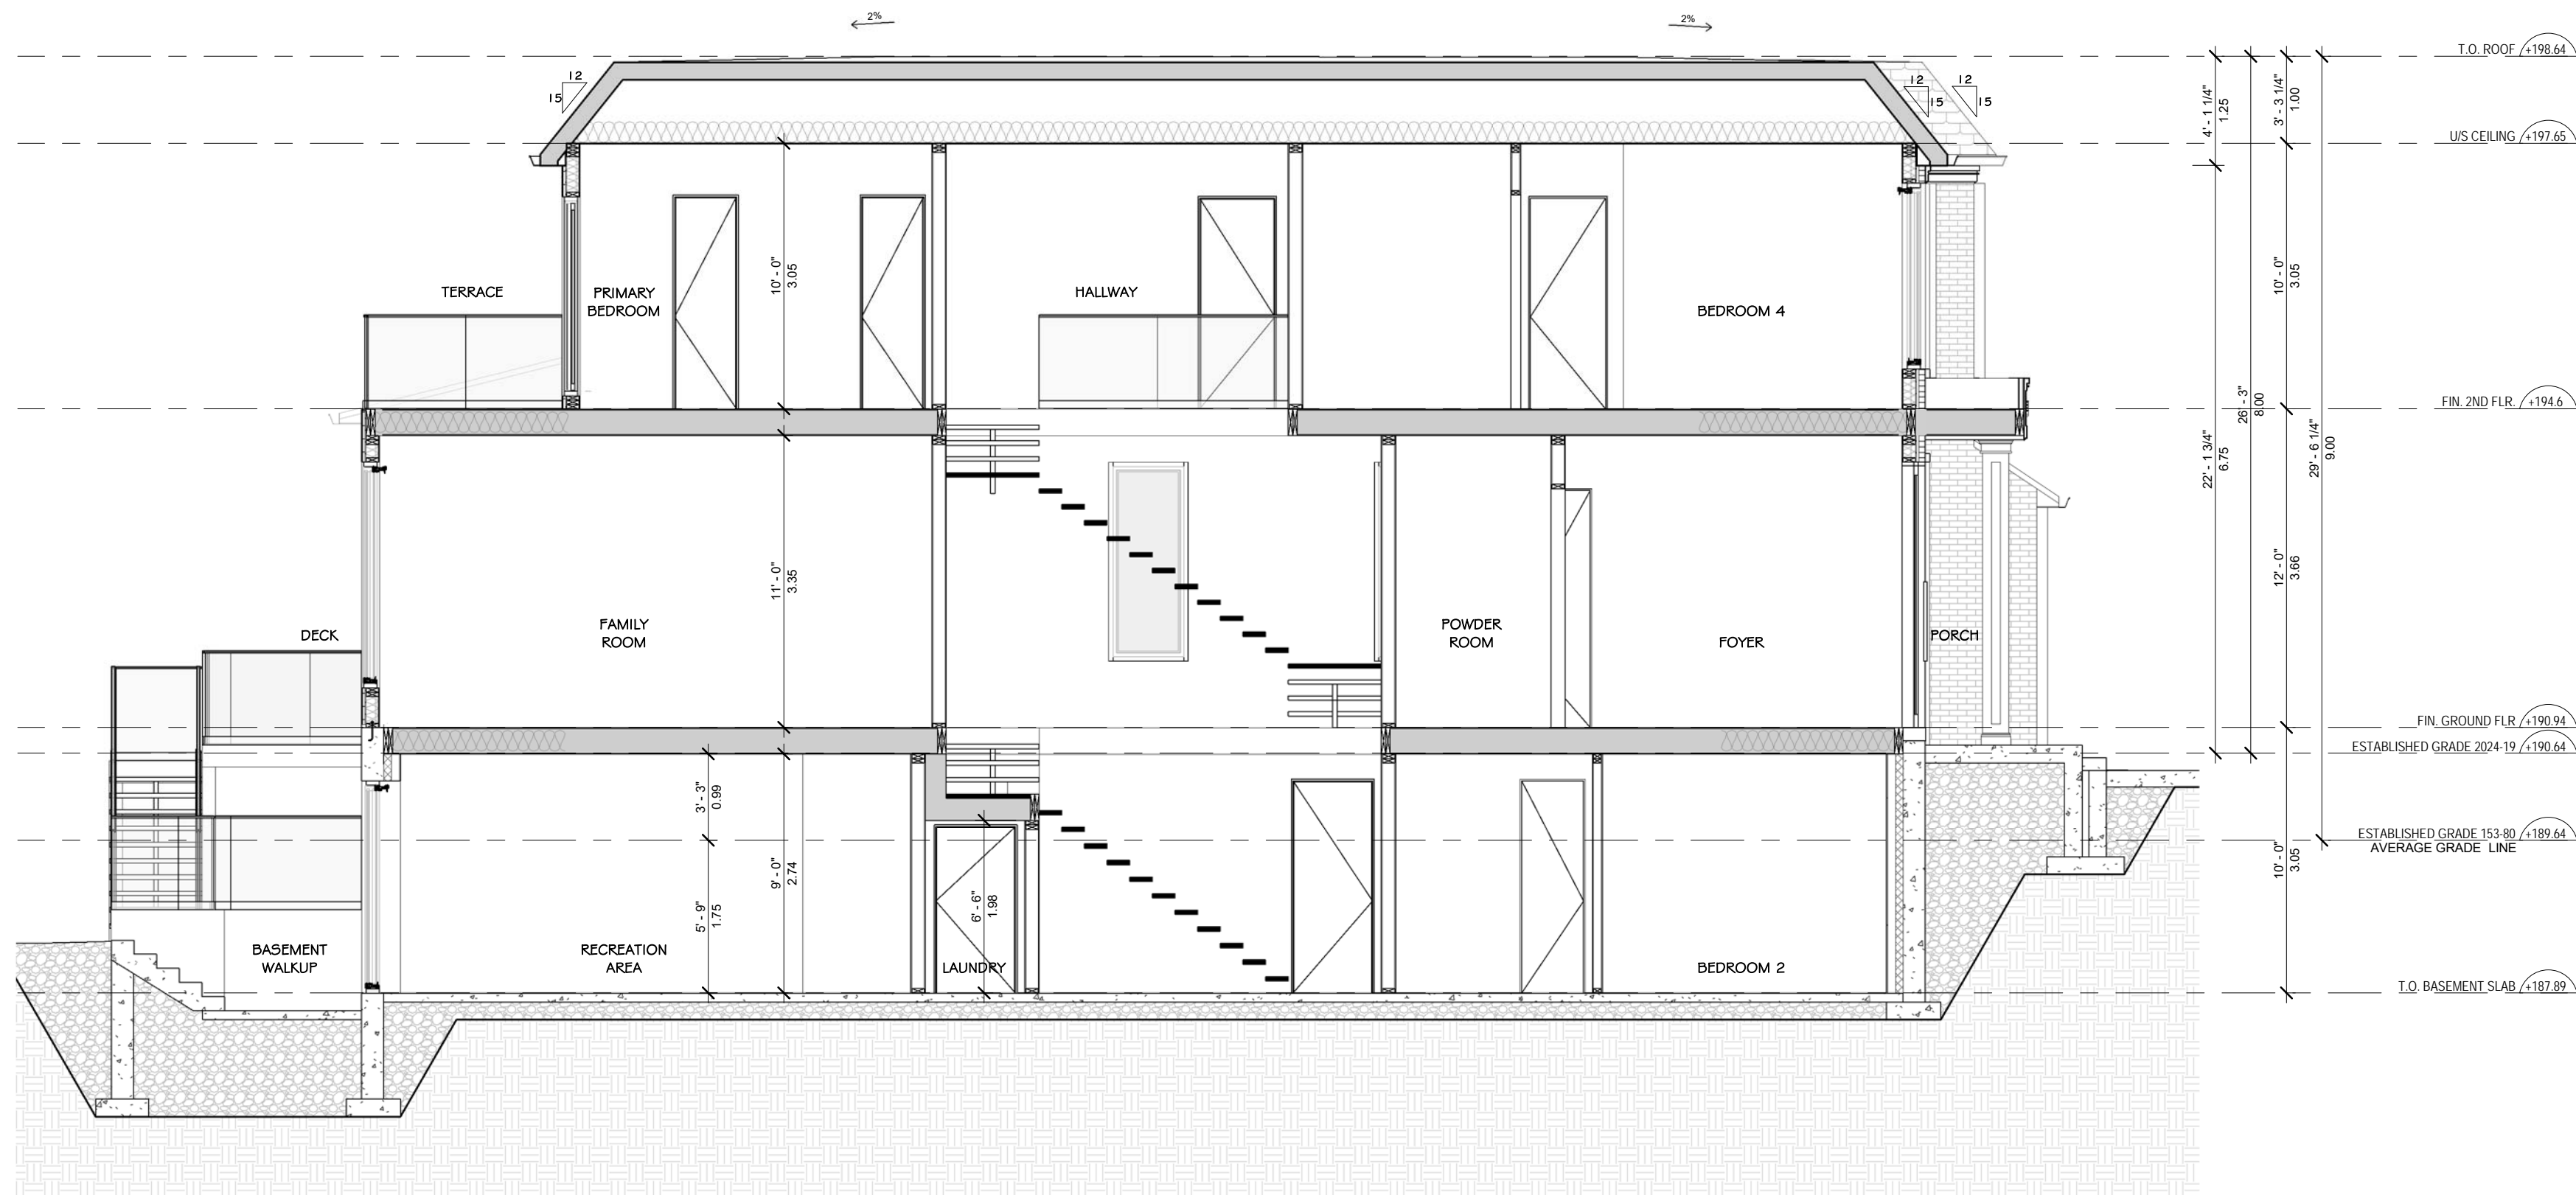 2%
2%
T.O. ROOF +198.64
12
15
12
15
12
15
4' - 1 1/4"
1.25
3' - 3 1/4"
1.00
U/S CEILING +197.65
10' - 0"
3.05
10' - 0"
3.05
TERRACE
PRIMARY
BEDROOM
HALLWAY
BEDROOM 4
26' - 3"
8.00
FIN. 2ND FLR. +194.6
22' - 1 3/4"
6.75
29' - 6 1/4"
9.00
11' - 0"
3.35
12' - 0"
3.66
DECK
FAMILY
ROOM
POWDER
ROOM
FOYER
PORCH
FIN. GROUND FLR +190.94
ESTABLISHED GRADE 2024-19 +190.64
3' - 3"
0.99
ESTABLISHED GRADE 153-80 +189.64
AVERAGE GRADE LINE
9' - 0"
2.74
10' - 0"
3.05
5' - 9"
1.75
6' - 6"
1.98
BASEMENT
WALKUP
RECREATION
AREA
LAUNDRY
BEDROOM 2
T.O. BASEMENT SLAB +187.89